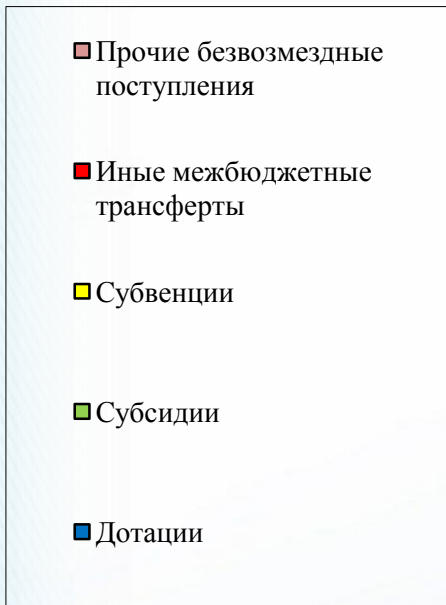 Прочие безвозмездные
поступления
Иные межбюджетные
трансферты
Субвенции
Субсидии
Дотации